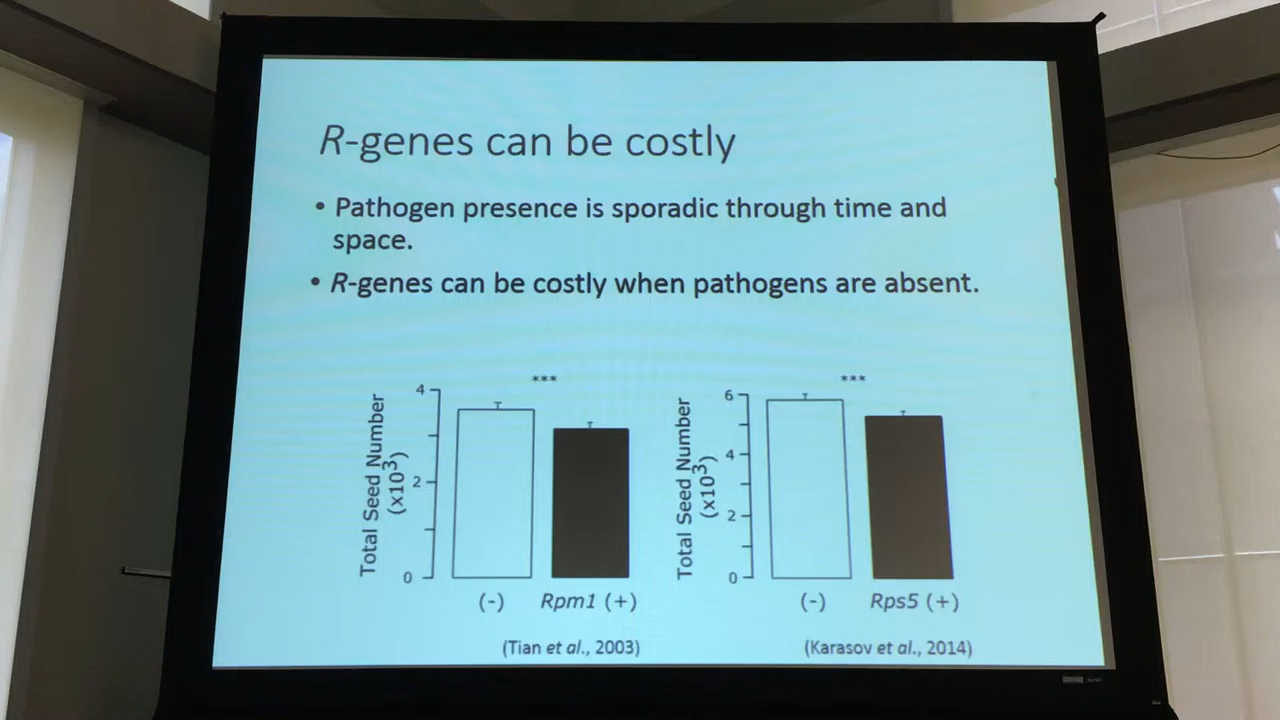 R-genes can be costly
• Pathogen presence is sporadic through time and
space.
• R-genes can be costly when pathogens are absent.
Total Seed Number
(x10³)
4
2
0
***
(-) Rpm1 (+)
(Tian et al., 2003)
Total Seed Number
(x10³)
6
4
2
0
***
(-) Rps5 (+)
(Karasov et al., 2014)